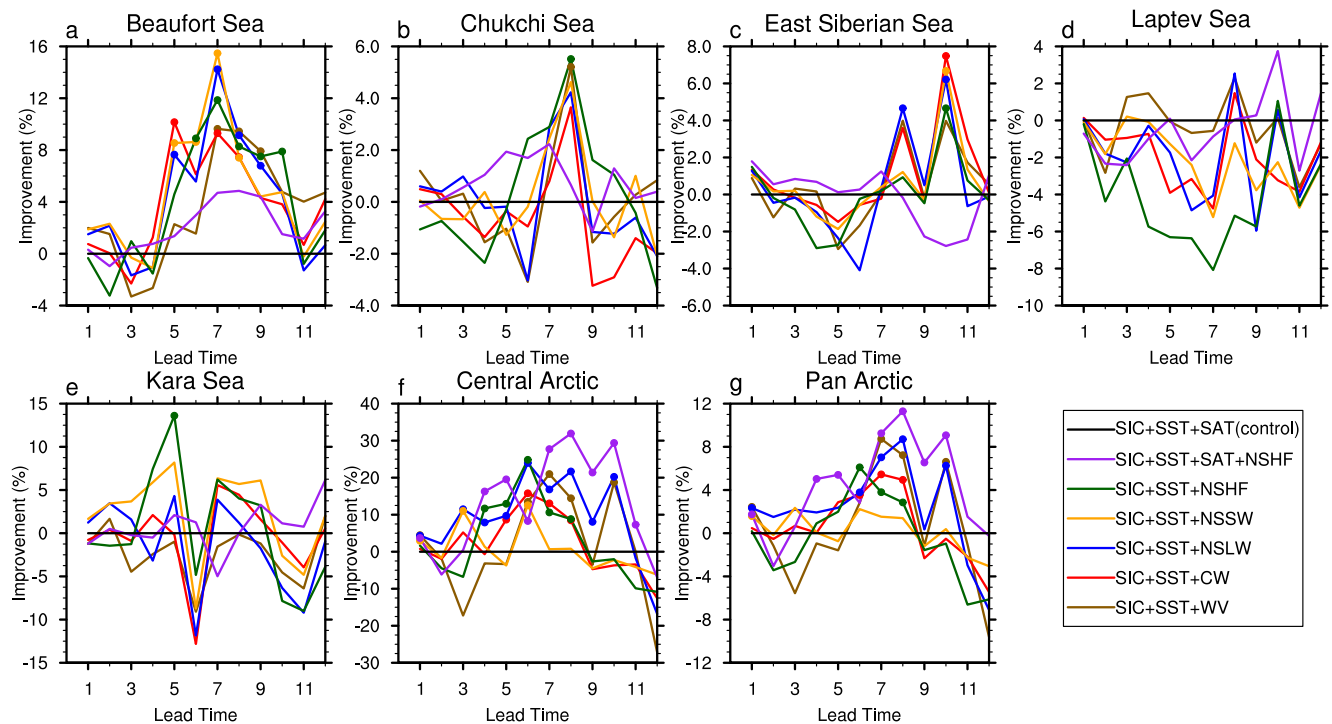 a Beaufort Sea
16
12
8
4
0
-4
Improvement (%)
1 3 5 7 9 11
Lead Time
b Chukchi Sea
6.0
4.0
2.0
0.0
-2.0
-4.0
Improvement (%)
1 3 5 7 9 11
Lead Time
c East Siberian Sea
8.0
6.0
4.0
2.0
0.0
-2.0
-4.0
-6.0
Improvement (%)
1 3 5 7 9 11
Lead Time
d Laptev Sea
4
2
0
-2
-4
-6
-8
-10
Improvement (%)
1 3 5 7 9 11
Lead Time
e Kara Sea
15
10
5
0
-5
-10
-15
Improvement (%)
1 3 5 7 9 11
Lead Time
f Central Arctic
40
30
20
10
0
-10
-20
-30
Improvement (%)
1 3 5 7 9 11
Lead Time
g Pan Arctic
12
8
4
0
-4
-8
-12
Improvement (%)
1 3 5 7 9 11
Lead Time
SIC+SST+SAT(control)
SIC+SST+SAT+NSHF
SIC+SST+NSHF
SIC+SST+NSSW
SIC+SST+NSLW
SIC+SST+CW
SIC+SST+WV